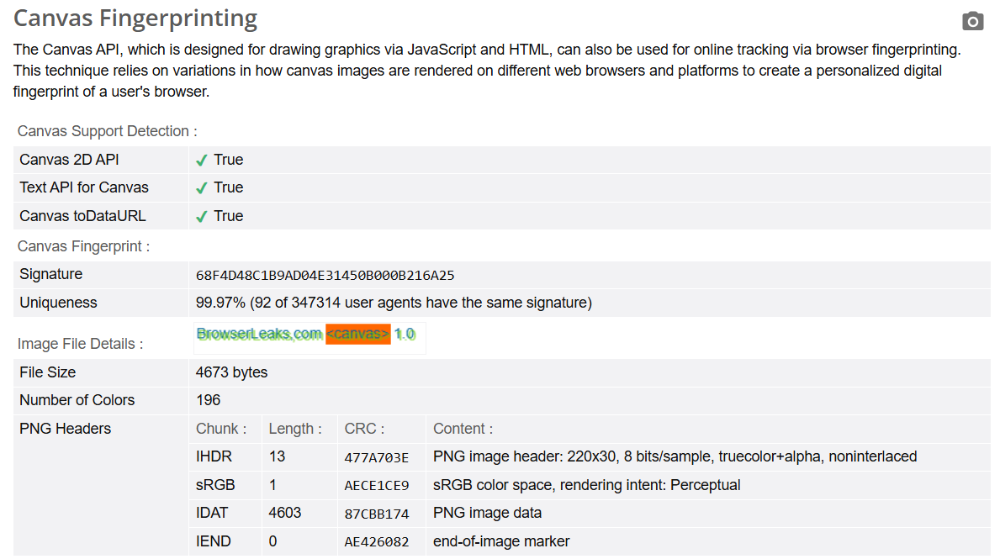 Canvas Fingerprinting
The Canvas API, which is designed for drawing graphics via JavaScript and HTML, can also be used for online tracking via browser fingerprinting.
This technique relies on variations in how canvas images are rendered on different web browsers and platforms to create a personalized digital
fingerprint of a user's browser.
Canvas Support Detection :
Canvas 2D API ✔ True
Text API for Canvas ✔ True
Canvas toDataURL ✔ True
Canvas Fingerprint :
Signature 68F4D48C1B9AD04E31450B000B216A25
Uniqueness 99.97% (92 of 347314 user agents have the same signature)
Image File Details : BrowserLeaks,com <canvas> 1.0
File Size 4673 bytes
Number of Colors 196
PNG Headers Chunk : Length : CRC : Content :
IHDR 13 477A703E PNG image header: 220x30, 8 bits/sample, truecolor+alpha, noninterlaced
sRGB 1 AECE1CE9 sRGB color space, rendering intent: Perceptual
IDAT 4603 87CBB174 PNG image data
IEND 0 AE426082 end-of-image marker